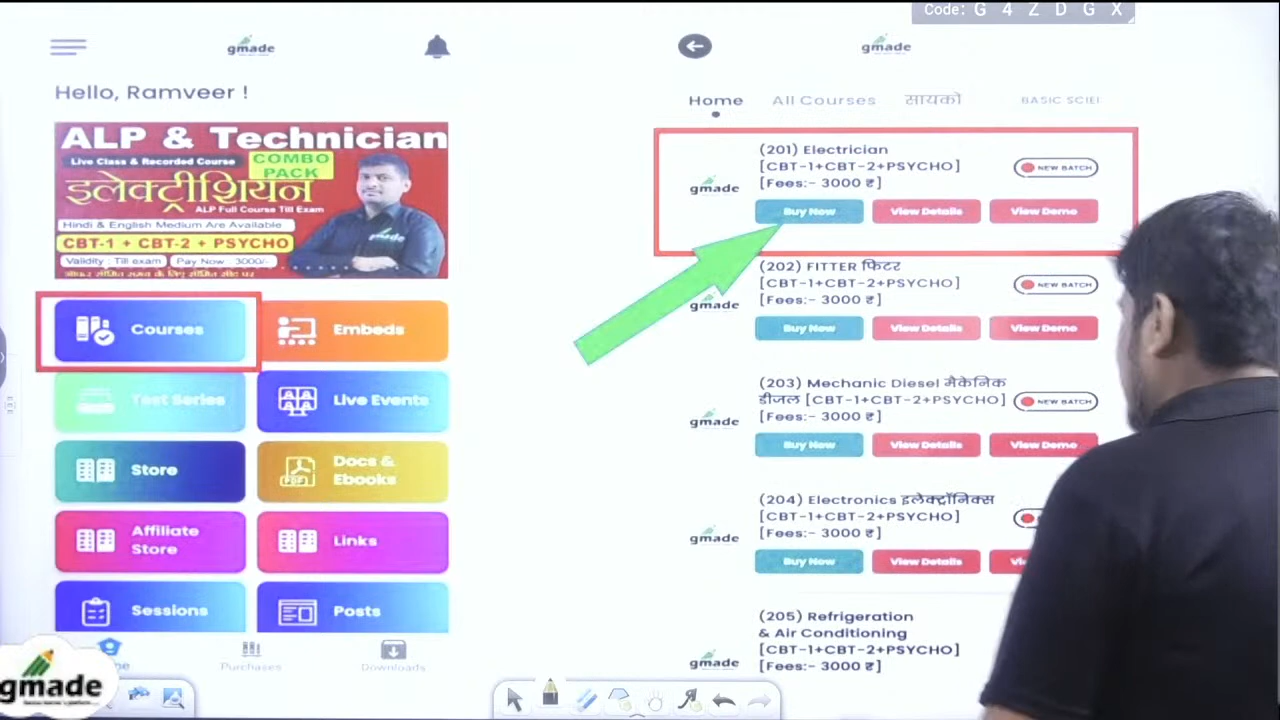 Code: G 4 Z D G X
gmade
Hello, Ramveer !
ALP & Technician
Live Class & Recorded Course
COMBO PACK
इलेक्ट्रीशियन
ALP Full Course Till Exam
Hindi & English Medium Are Available
CBT-1 + CBT-2 + PSYCHO
Validity : Till exam
Pay Now : 3000/-
gmade
Courses
Embeds
Test Series
Live Events
Store
Docs &
Ebooks
PDF
Affiliate
Store
Links
Sessions
Posts
Purchases
Downloads
gmade
gmade
Home All Courses सायको BASIC SCIEI
gmade
(201) Electrician
[CBT-1+CBT-2+PSYCHO]
[Fees:- 3000 ₹]
NEW BATCH
Buy Now View Details View Demo
gmade
(202) FITTER फिटर
[CBT-1+CBT-2+PSYCHO]
[Fees:- 3000 ₹]
NEW BATCH
Buy Now View Details View Demo
gmade
(203) Mechanic Diesel मैकेनिक
डीजल [CBT-1+CBT-2+PSYCHO]
[Fees:- 3000 ₹]
NEW BATCH
Buy Now View Details View Demo
gmade
(204) Electronics इलेक्ट्रॉनिक्स
[CBT-1+CBT-2+PSYCHO]
[Fees:- 3000 ₹]
Buy Now View Details
gmade
(205) Refrigeration
& Air Conditioning
[CBT-1+CBT-2+PSYCHO]
[Fees:- 3000 ₹]